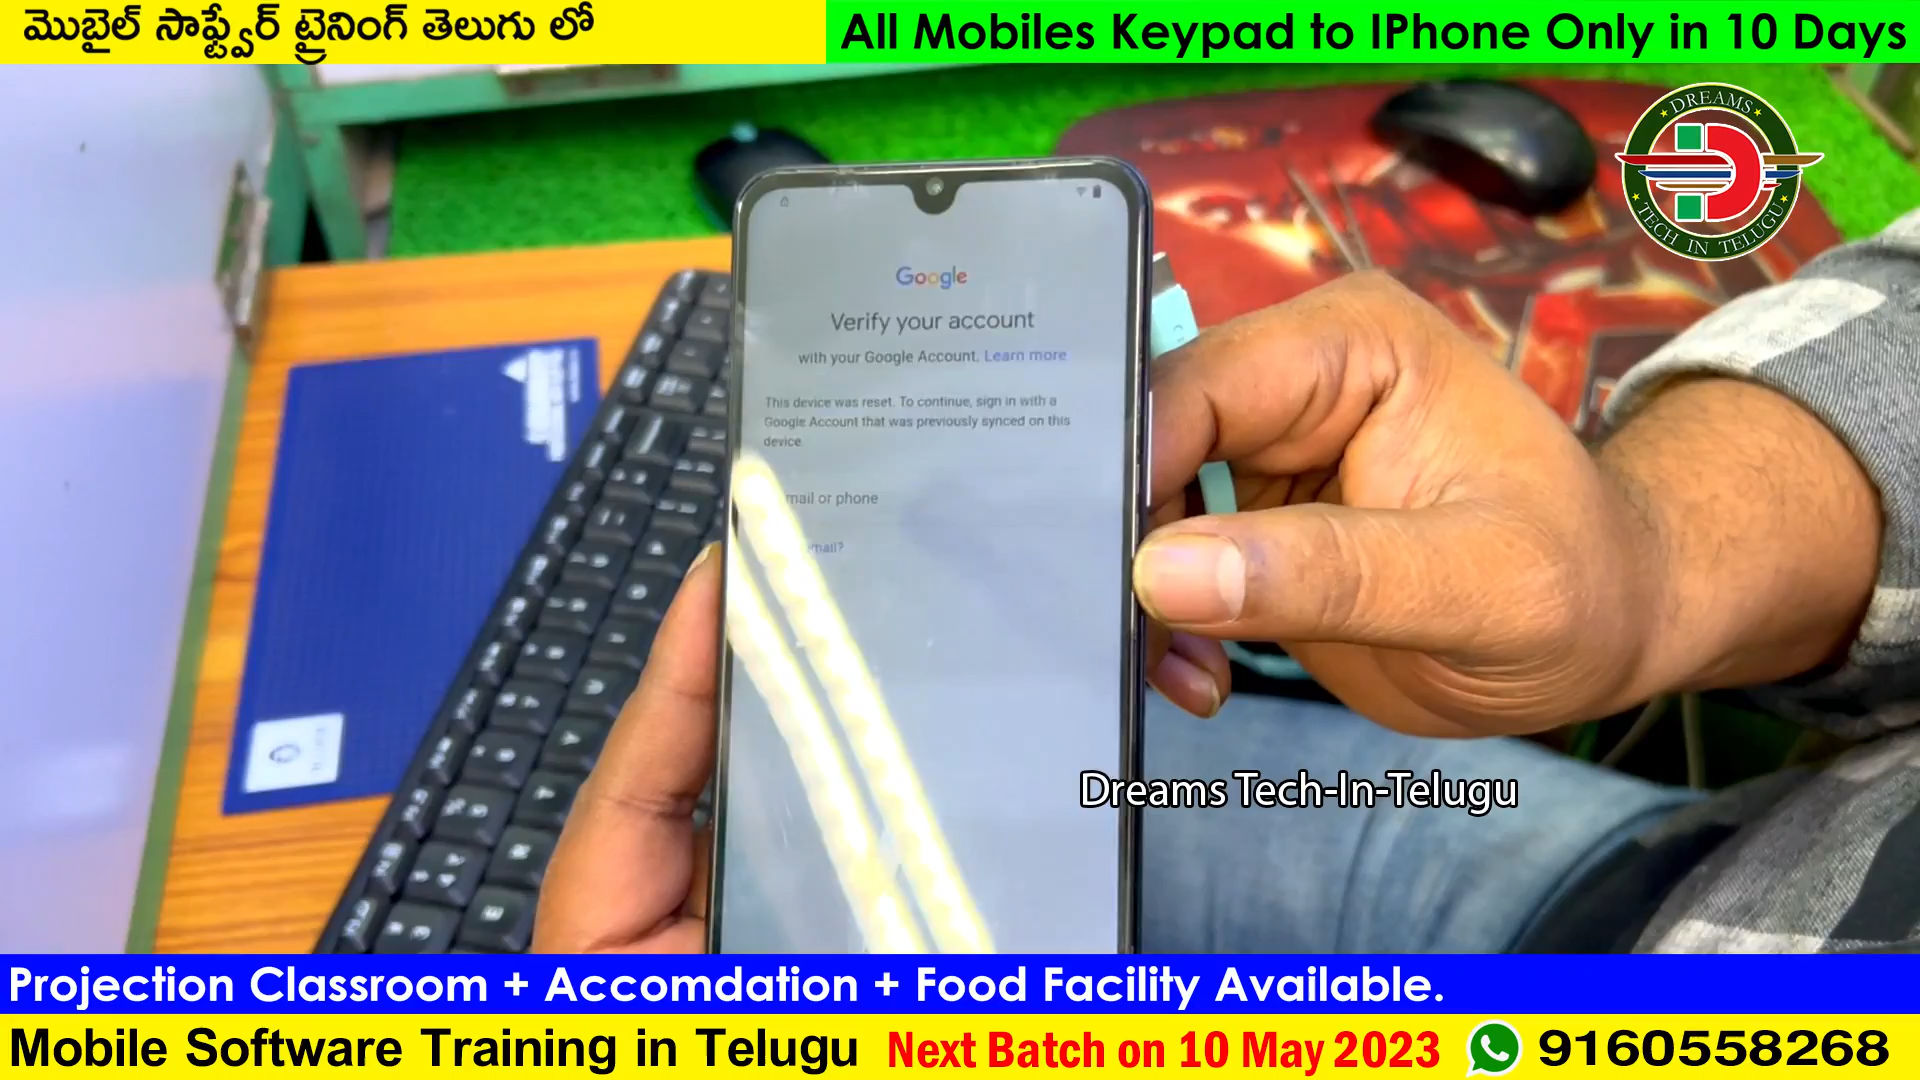 మొబైల్ సాఫ్ట్వేర్ ట్రైనింగ్ తెలుగు లో
All Mobiles Keypad to IPhone Only in 10 Days
DREAMS
TECH IN TELUGU
Google
Verify your account
with your Google Account. Learn more
This device was reset. To continue, sign in with a
Google Account that was previously synced on this
device.
mail or phone
email?
Dreams Tech-In-Telugu
Projection Classroom + Accomdation + Food Facility Available.
Mobile Software Training in Telugu Next Batch on 10 May 2023 9160558268